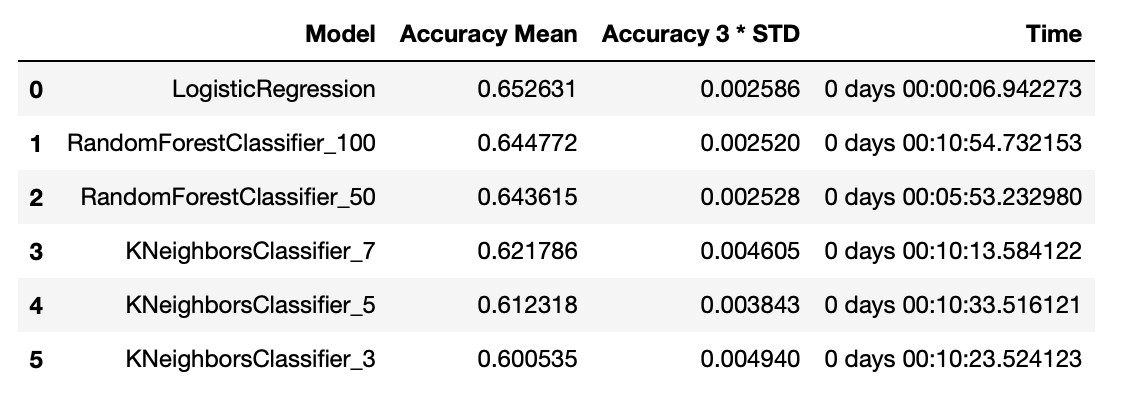 Model Accuracy Mean Accuracy 3 * STD Time
0 LogisticRegression 0.652631 0.002586 0 days 00:00:06.942273
1 RandomForestClassifier_100 0.644772 0.002520 0 days 00:10:54.732153
2 RandomForestClassifier_50 0.643615 0.002528 0 days 00:05:53.232980
3 KNeighborsClassifier_7 0.621786 0.004605 0 days 00:10:13.584122
4 KNeighborsClassifier_5 0.612318 0.003843 0 days 00:10:33.516121
5 KNeighborsClassifier_3 0.600535 0.004940 0 days 00:10:23.524123